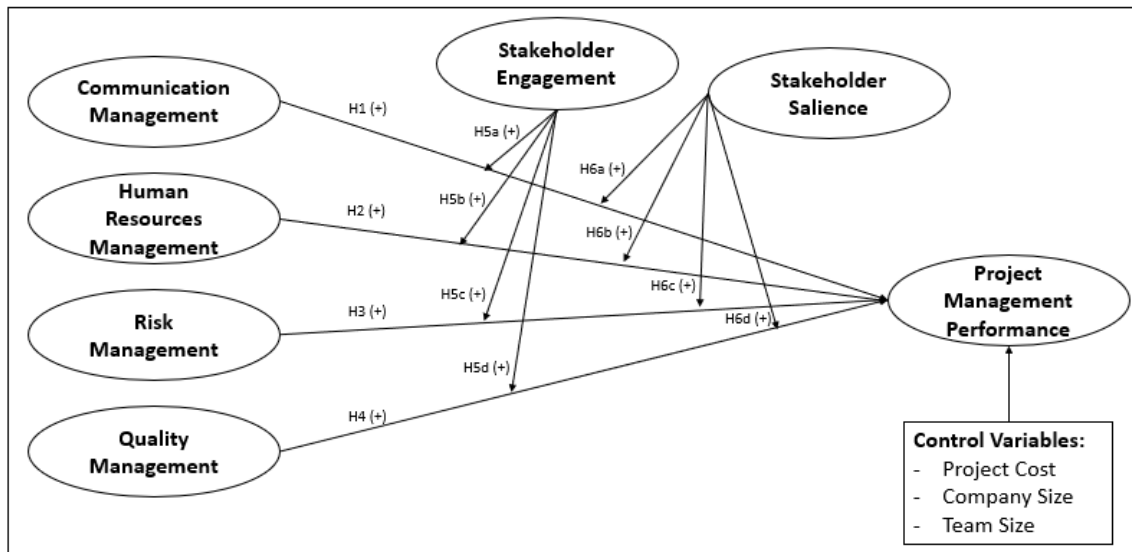 Communication
Management
Stakeholder
Engagement
Stakeholder
Salience
H1 (+)
H5a (+)
H6a (+)
Human
Resources
Management
H2 (+)
H5b (+)
H6b (+)
Project
Management
Performance
Risk
Management
H3 (+)
H5c (+)
H6c (+)
H6d (+)
H5d (+)
Quality
Management
H4 (+)
Control Variables:
- Project Cost
- Company Size
- Team Size